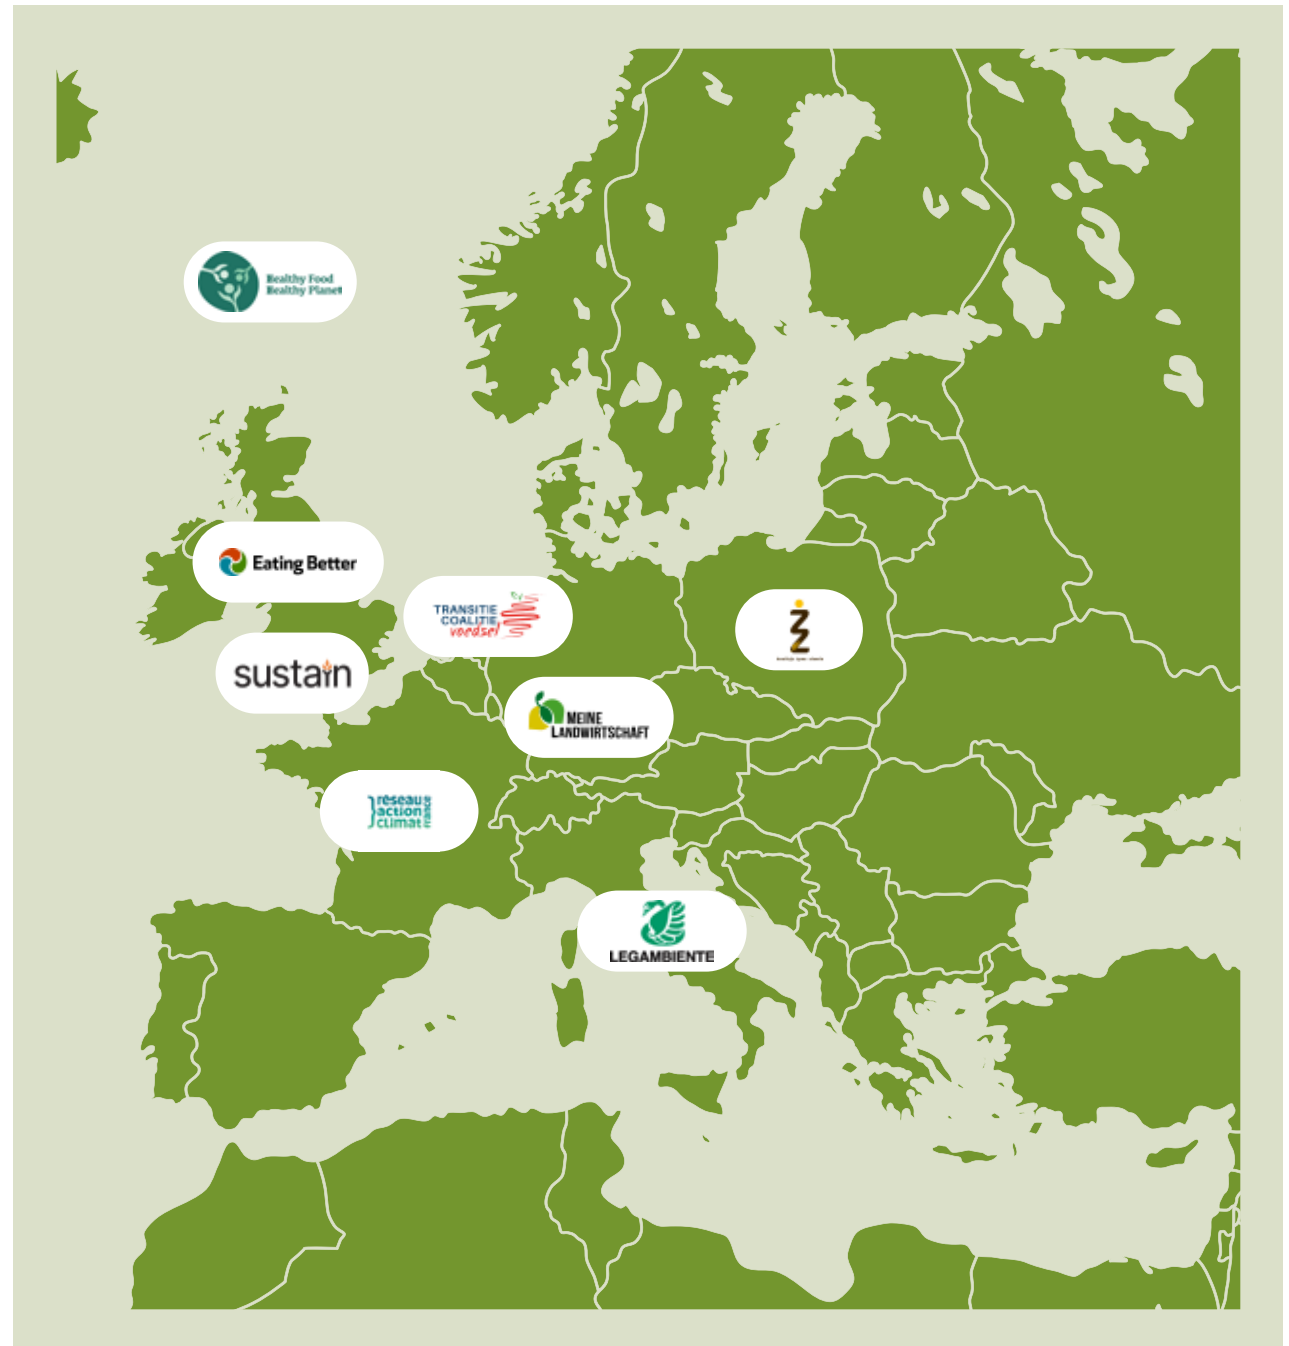 Healthy Food
Healthy Planet
Eating Better
TRANSITIE
COALITIE
voedsel
sustain
MEINE
LANDWIRTSCHAFT
réseau
action
climat
france
LEGAMBIENTE